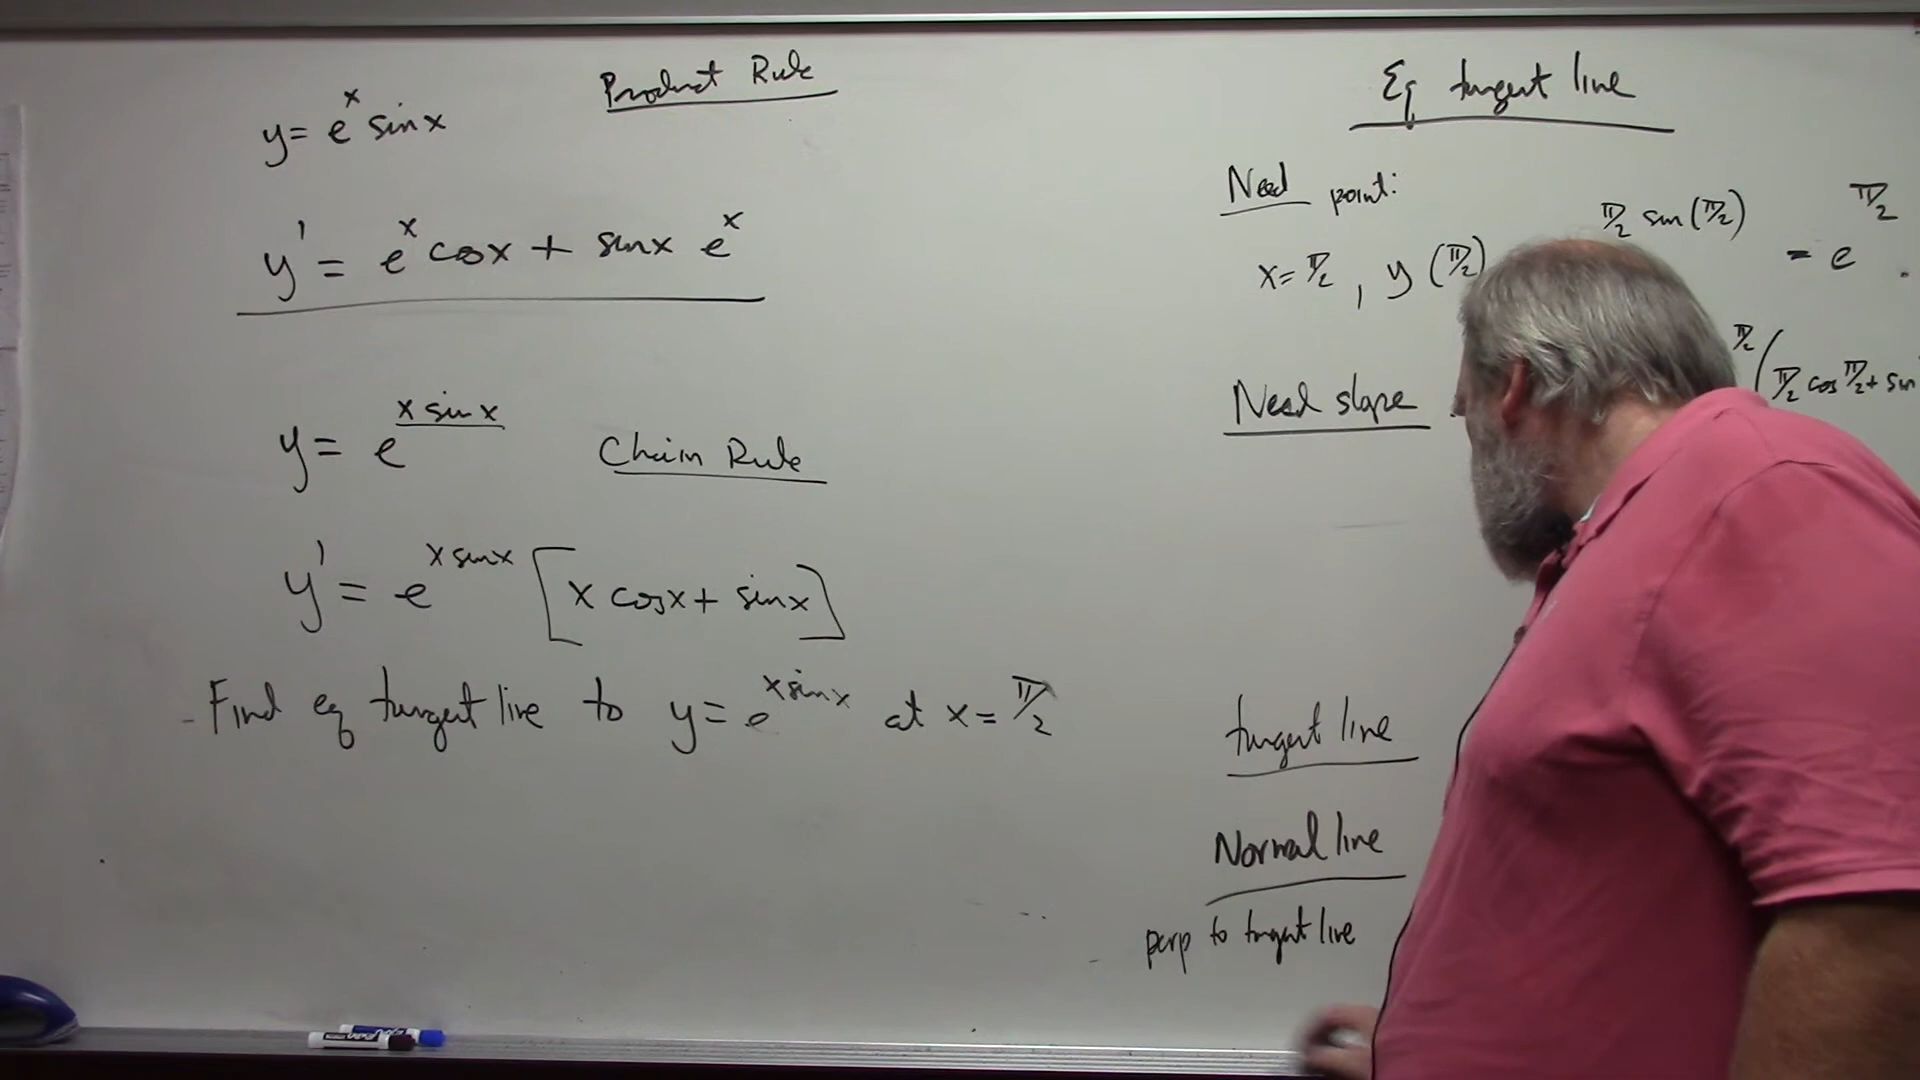 Product Rule
y = e^x sin x
y' = e^x cos x + sin x e^x
y = e^{x sin x} Chain Rule
y' = e^{x sin x} [x cosx + sinx]
Find eq tangent line to y = e^{x sin x} at x = π/2
Eq tangent line
Need point:
x = π/2, y (π/2) π/2 sin (π/2) = e^{π/2}
Need slope π/2 (π/2 cos π/2 + sin
tangent line
Normal line
perp to tangent line